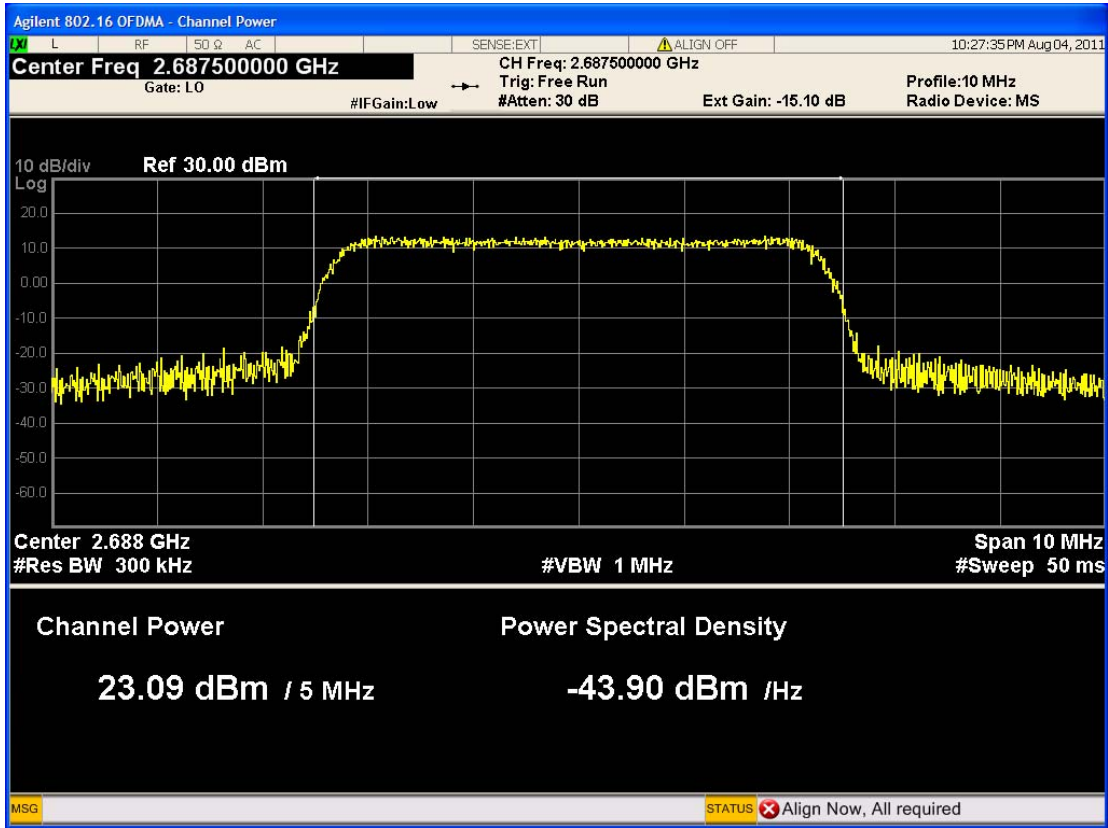 Agilent 802.16 OFDMA - Channel Power
LXI L RF 50 Ω AC SENSE:EXT ALIGN OFF 10:27:35 PM Aug 04, 2011
Center Freq 2.687500000 GHz
Gate: LO
#IFGain:Low
CH Freq: 2.687500000 GHz
Trig: Free Run
#Atten: 30 dB
Ext Gain: -15.10 dB
Profile:10 MHz
Radio Device: MS
10 dB/div Ref 30.00 dBm
Log
20.0
10.0
0.00
-10.0
-20.0
-30.0
-40.0
-50.0
-60.0
Center 2.688 GHz Span 10 MHz
#Res BW 300 kHz #VBW 1 MHz #Sweep 50 ms
Channel Power Power Spectral Density
23.09 dBm / 5 MHz -43.90 dBm /Hz
MSG STATUS Align Now, All required